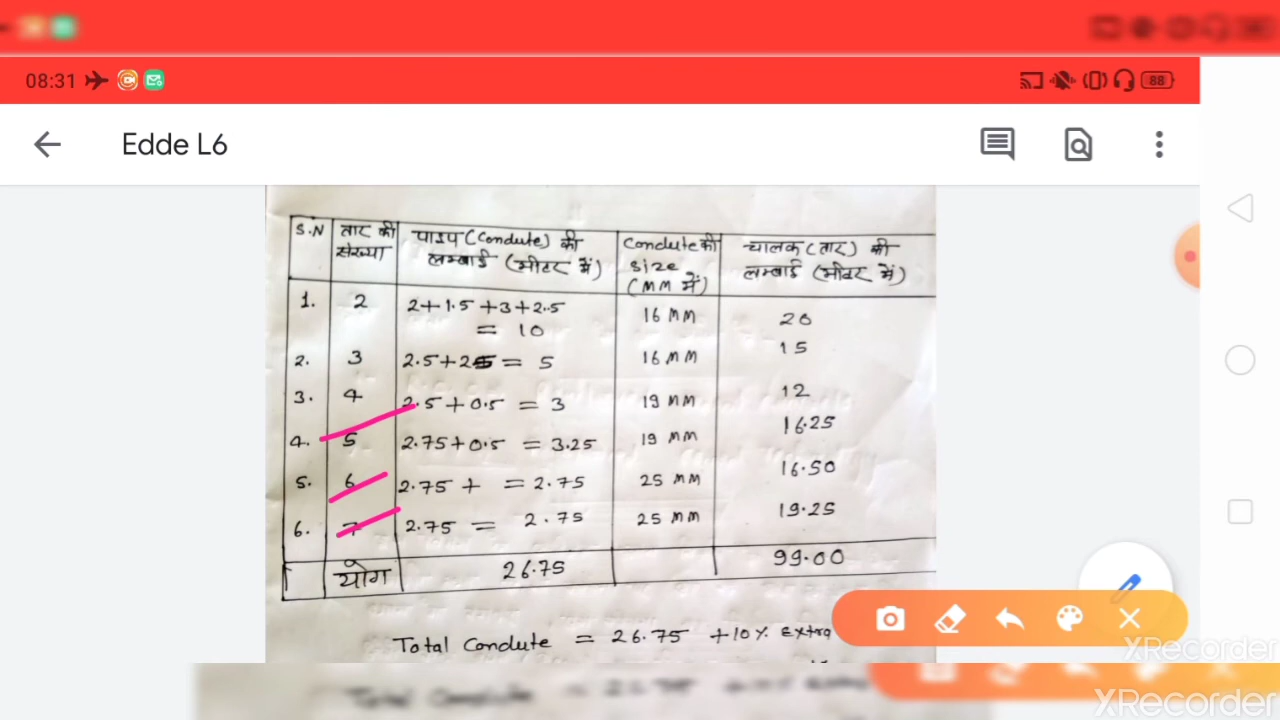 08:31
88
Edde L6
S.N
तार की संख्या
पाइप (Condute) की लम्बाई (मीटर में)
Condute की size (MM में)
चालक (तार) की लम्बाई (मीटर में)
1. 2 2+1.5+3+2.5 = 10 16 MM 20
2. 3 2.5+25 = 5 16 MM 15
3. 4 2.5+0.5 = 3 19 MM 12
4. 5 2.75+0.5 = 3.25 19 MM 16.25
5. 6 2.75 + = 2.75 25 MM 16.50
6. 7 2.75 = 2.75 25 MM 19.25
योग 26.75 99.00
Total Condute = 26.75 +10% Extra
XRecorder
XRecorder